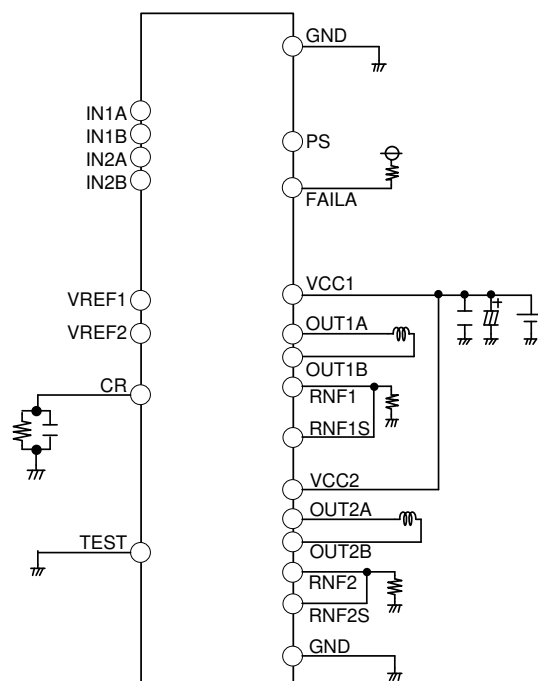 GND
IN1A
IN1B
IN2A
IN2B
PS
FAILA
VREF1
VREF2
CR
TEST
VCC1
+
OUT1A
OUT1B
RNF1
RNF1S
VCC2
OUT2A
OUT2B
RNF2
RNF2S
GND